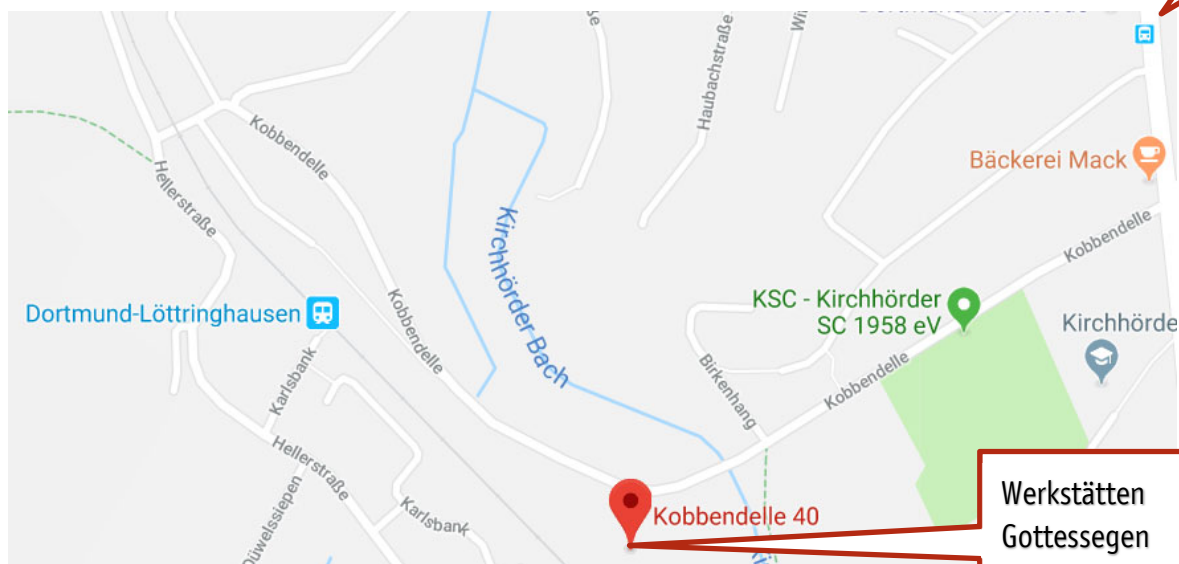 Haubachstraße
Kobbendelle
Bäckerei Mack
Hellerstraße
Kobbendelle
Kirchhörder Bach
Dortmund-Löttringhausen
Kobbendelle
KSC - Kirchhörder
SC 1958 eV
Kirchhörde
Karlsbank
Birkenhang
Kobbendelle
Hellerstraße
Düwelssiepen
Karlsbank
Kobbendelle 40
Werkstätten
Gottessegen